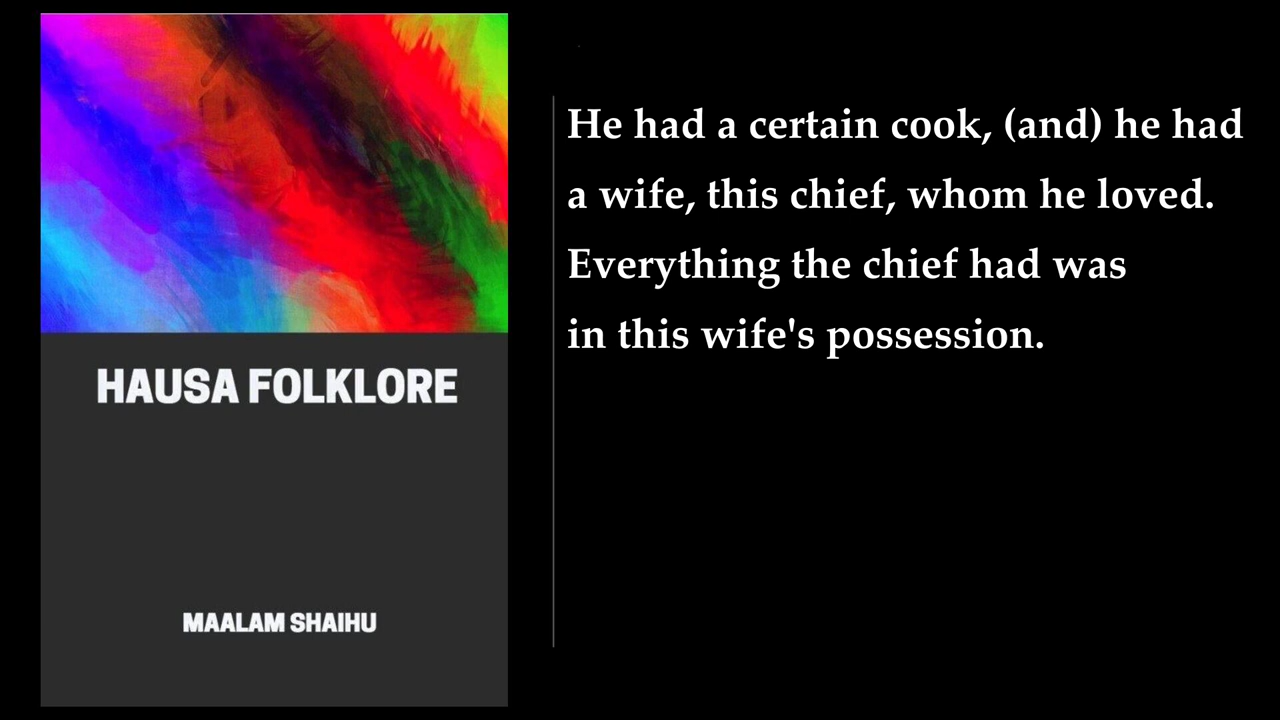 HAUSA FOLKLORE
MAALAM SHAIHU
He had a certain cook, (and) he had
a wife, this chief, whom he loved.
Everything the chief had was
in this wife's possession.